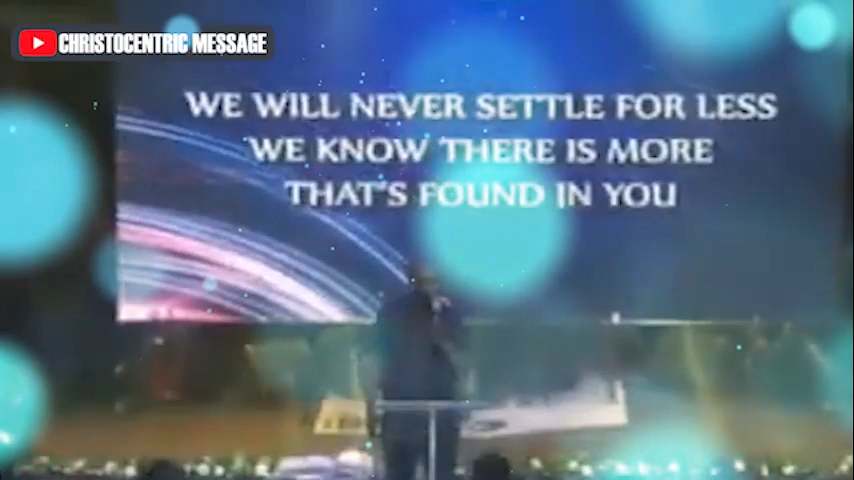 CHRISTOCENTRIC MESSAGE
WE WILL NEVER SETTLE FOR LESS
WE KNOW THERE IS MORE
THAT'S FOUND IN YOU